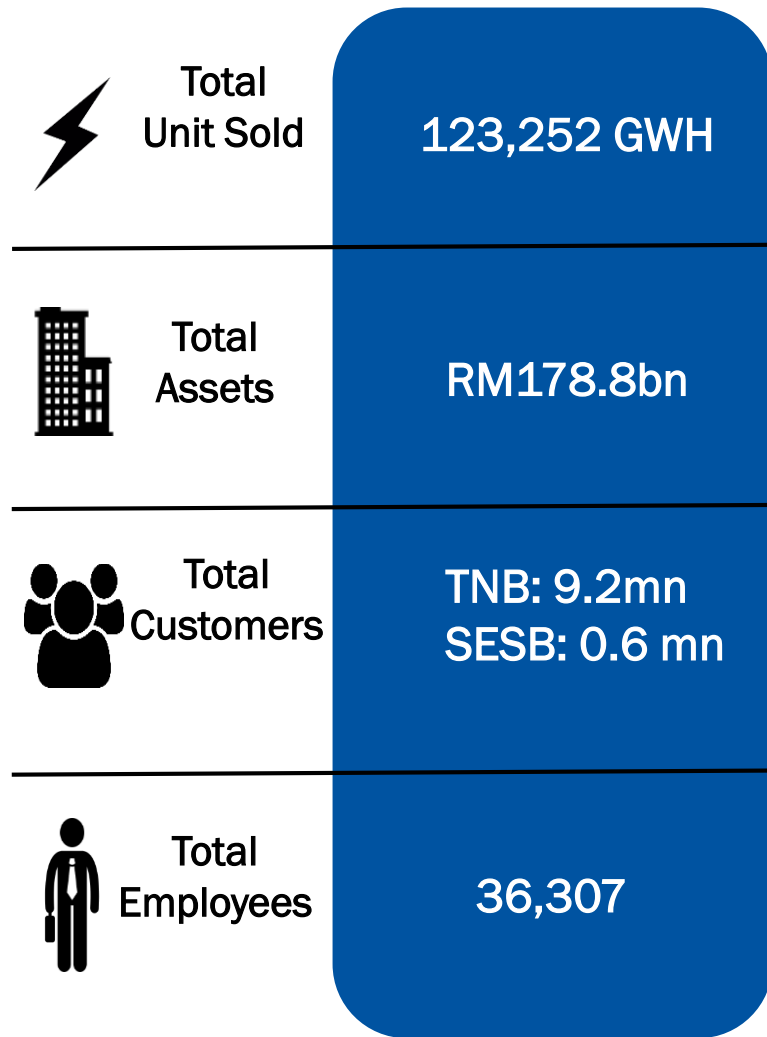 Total
Unit Sold
123,252 GWH
Total
Assets
RM178.8bn
Total
Customers
TNB: 9.2mn
SESB: 0.6 mn
Total
Employees
36,307